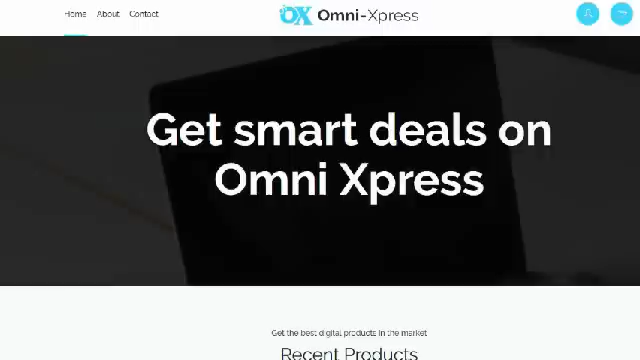 Home About Contact
OX Omni-Xpress
Get smart deals on
Omni Xpress
Get the best digital products in the market
Recent Products